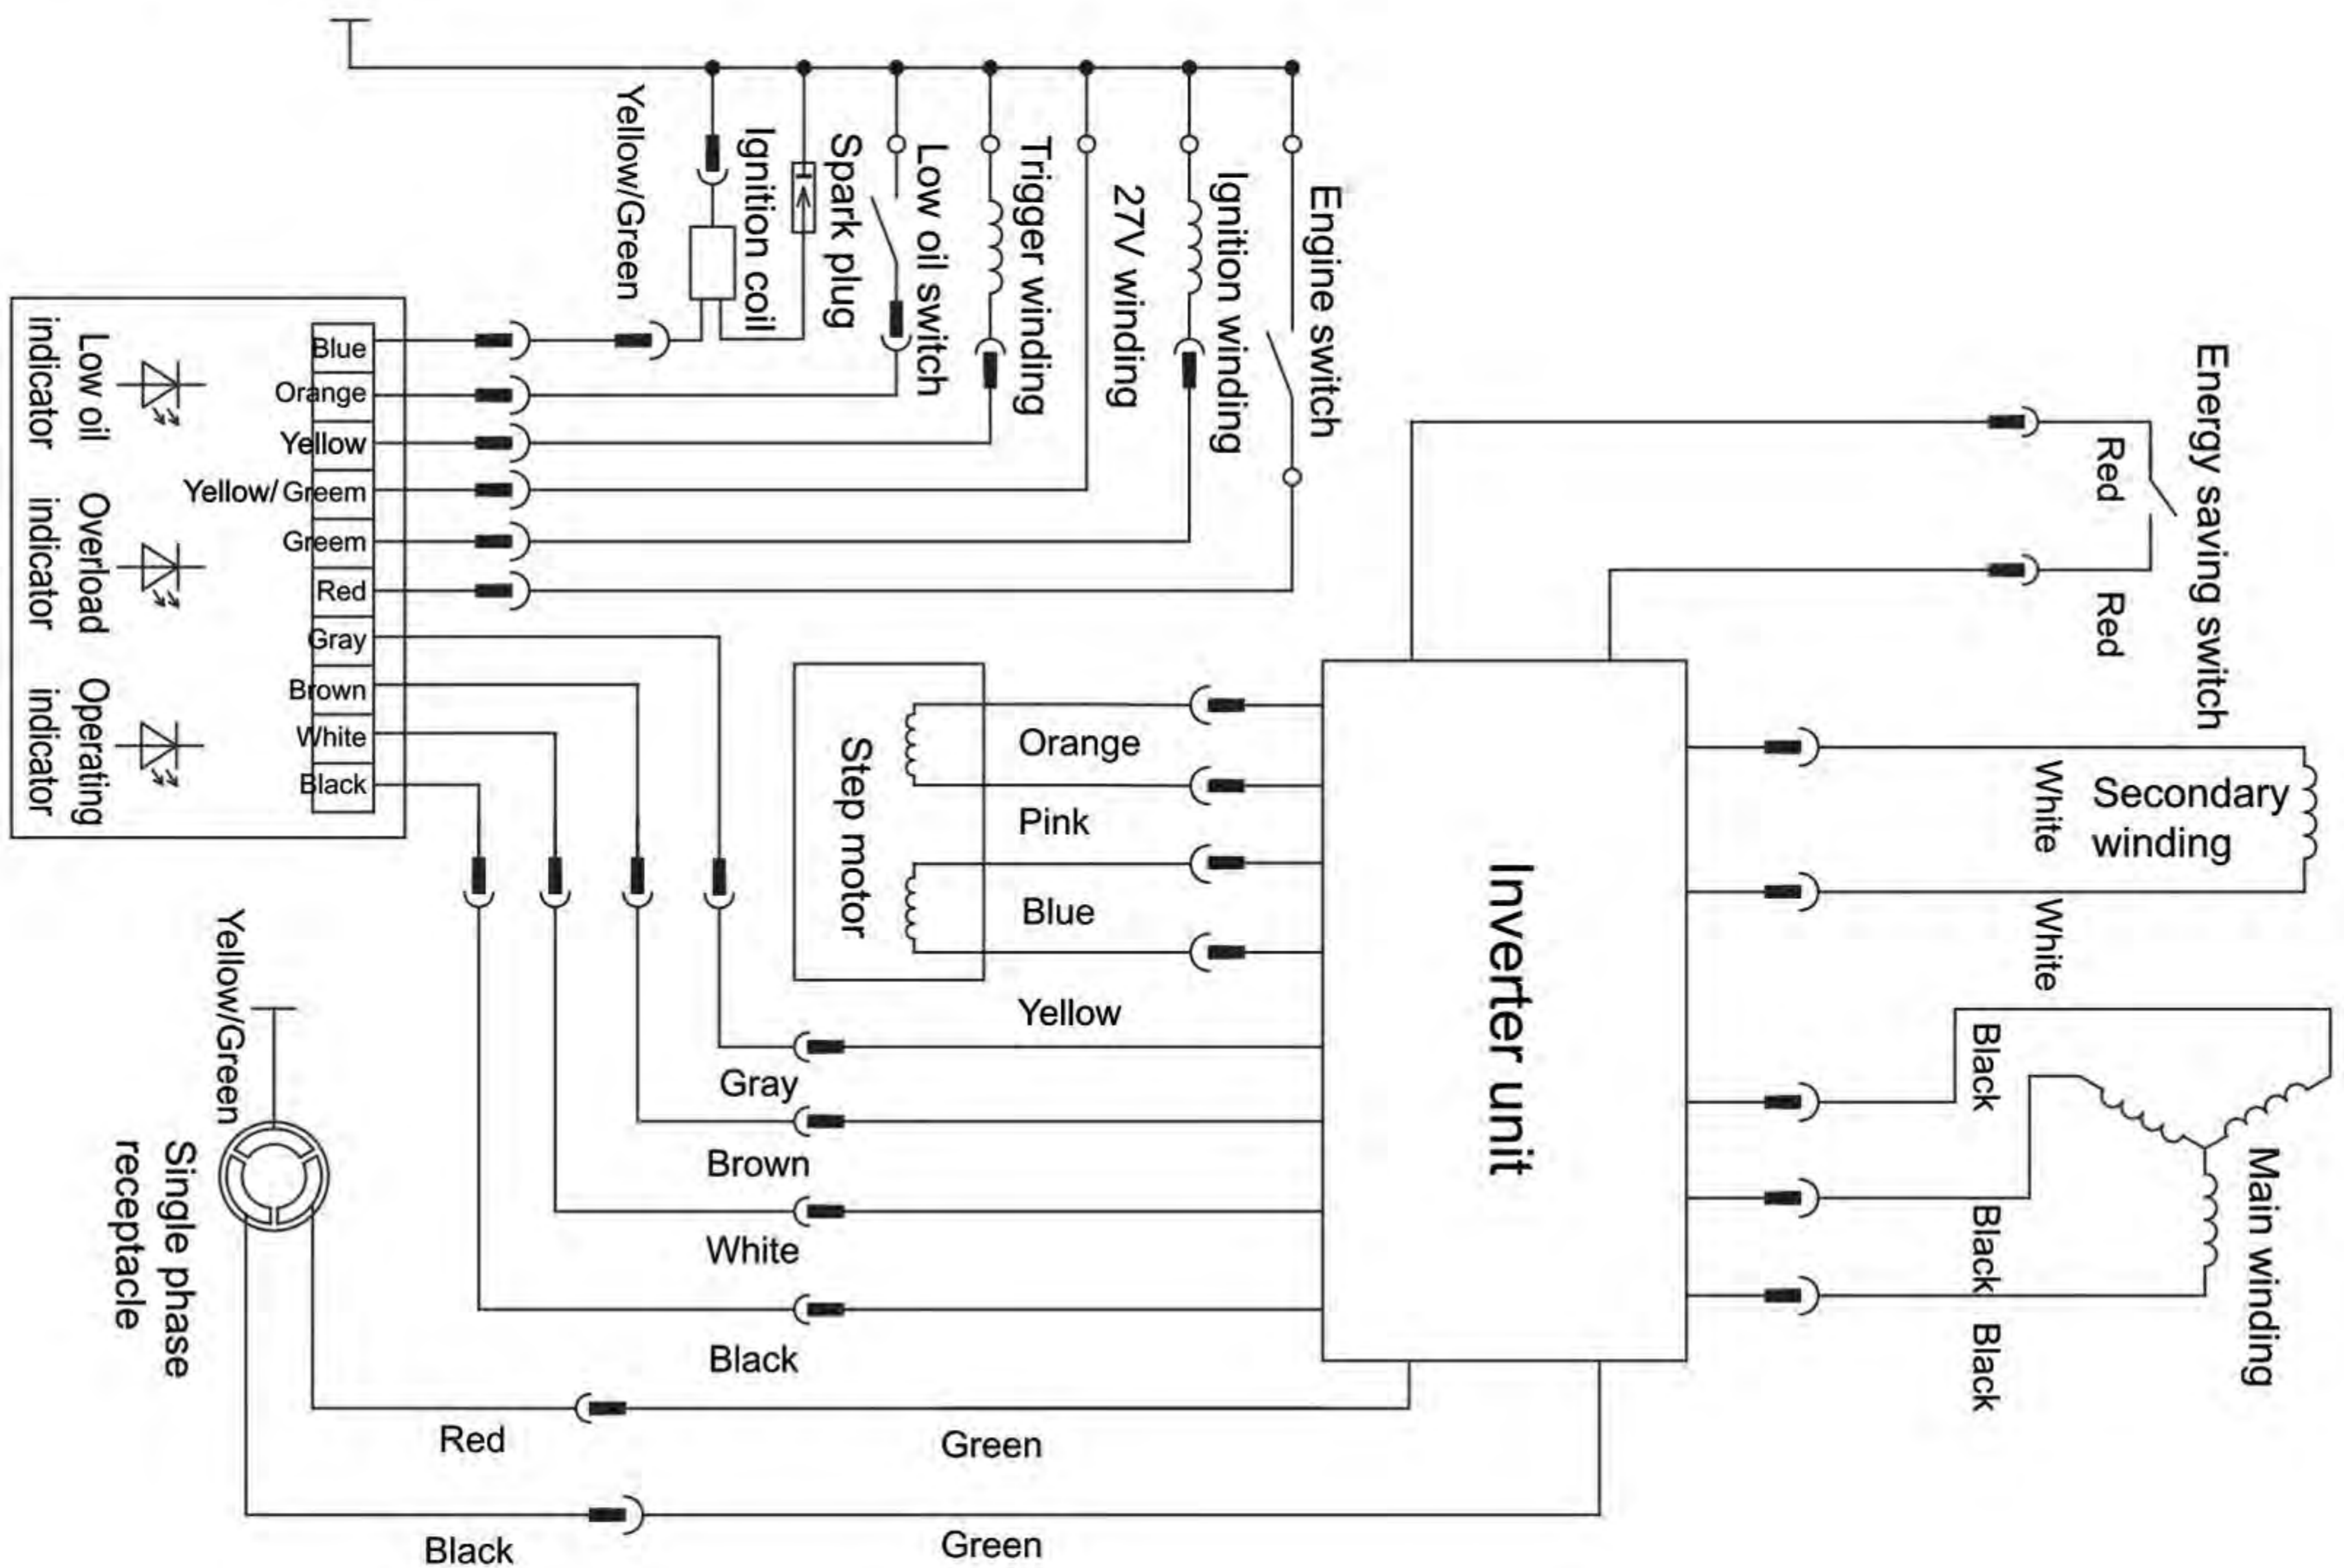 Yellow/Green
Ignition coil
Spark plug
Low oil switch
Trigger winding
27V winding
Ignition winding
Engine switch
Energy saving switch
Red
Red
Low oil
indicator
Overload
indicator
Operating
indicator
Blue
Orange
Yellow
Yellow/ Greem
Greem
Red
Gray
Brown
White
Black
Step motor
Orange
Pink
Blue
Yellow
Gray
Brown
White
Black
Inverter unit
White
Secondary
winding
White
Black
Black
Black
Main winding
Yellow/Green
Single phase
receptacle
Red
Green
Black
Green